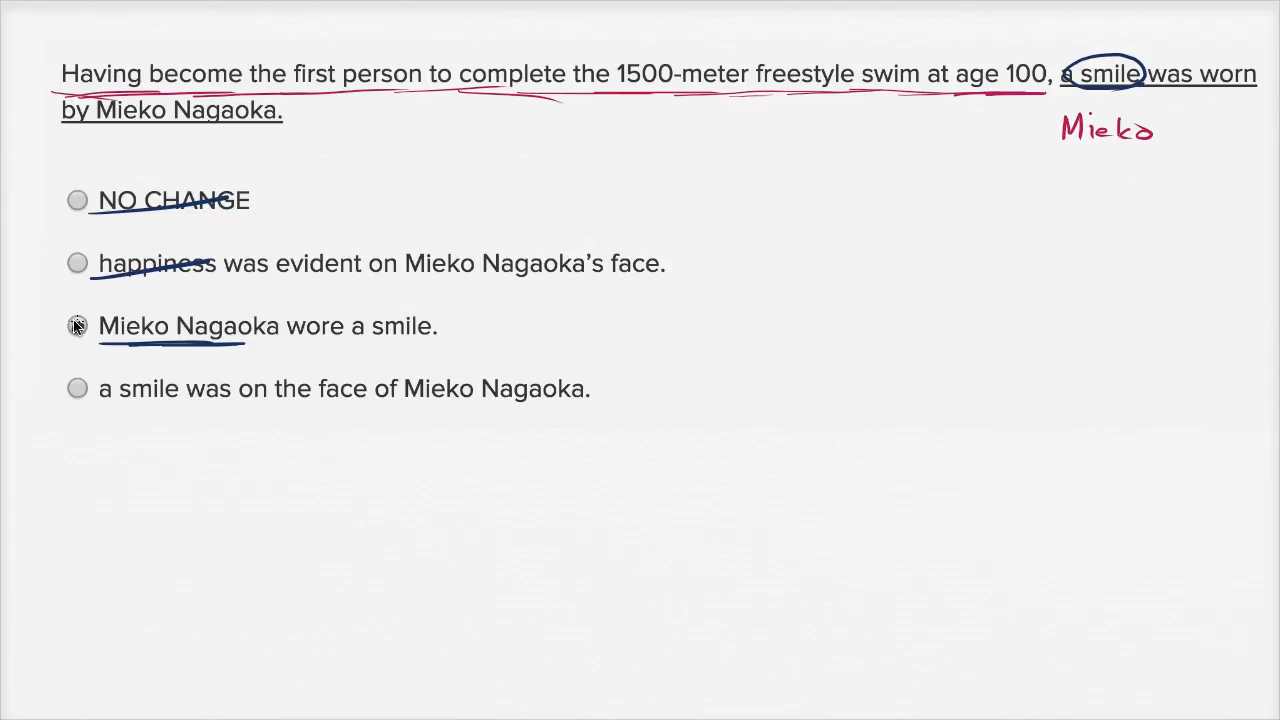 Having become the first person to complete the 1500-meter freestyle swim at age 100, a smile was worn
by Mieko Nagaoka.
Mieko
NO CHANGE
happiness was evident on Mieko Nagaoka’s face.
Mieko Nagaoka wore a smile.
a smile was on the face of Mieko Nagaoka.